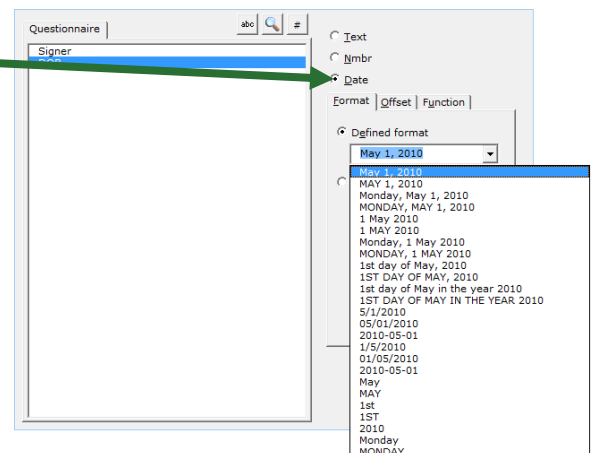 Questionnaire
abc
#
Signer
DOB
Text
Nmbr
Date
Format
Offset
Function
Defined format
May 1, 2010
May 1, 2010
MAY 1, 2010
Monday, May 1, 2010
MONDAY, MAY 1, 2010
1 May 2010
1 MAY 2010
Monday, 1 May 2010
MONDAY, 1 MAY 2010
1st day of May, 2010
1ST DAY OF MAY, 2010
1st day of May in the year 2010
1ST DAY OF MAY IN THE YEAR 2010
5/1/2010
05/01/2010
2010-05-01
1/5/2010
01/05/2010
2010-05-01
May
MAY
1st
1ST
2010
Monday
MONDAY